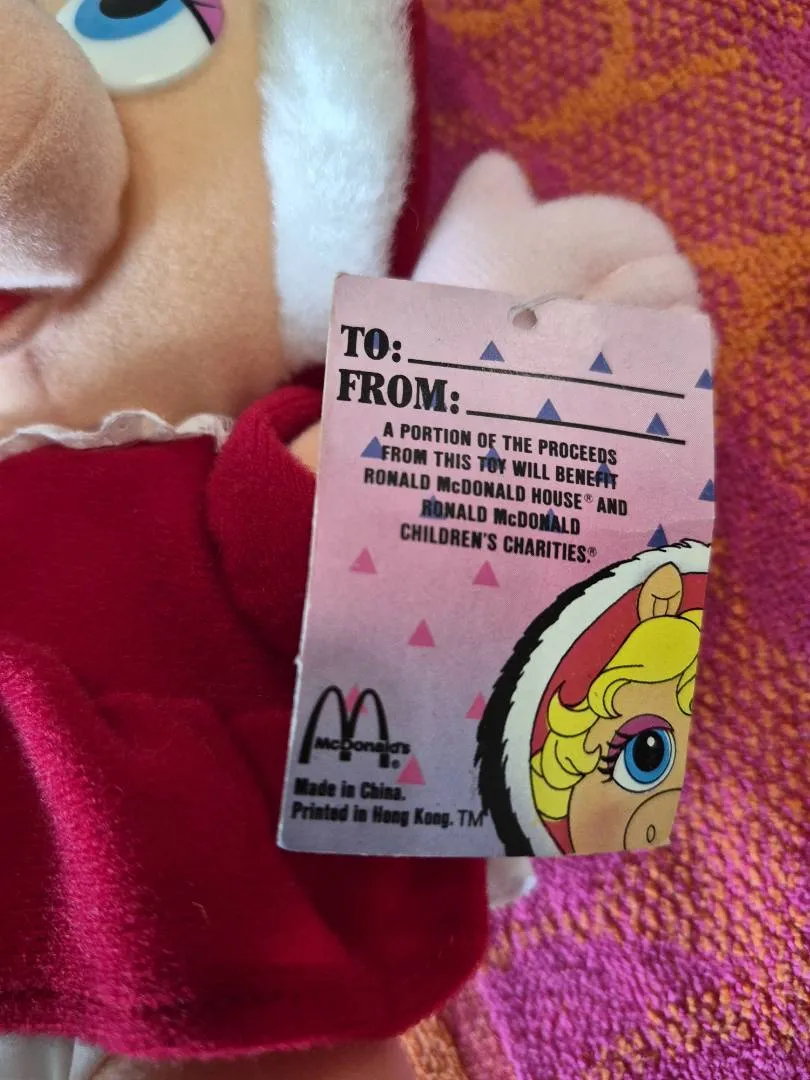 TO:
FROM:
A PORTION OF THE PROCEEDS
FROM THIS TOY WILL BENEFIT
RONALD McDONALD HOUSE® AND
RONALD McDONALD
CHILDREN'S CHARITIES.®
McDonald's
®
Made in China.
Printed in Hong Kong. TM